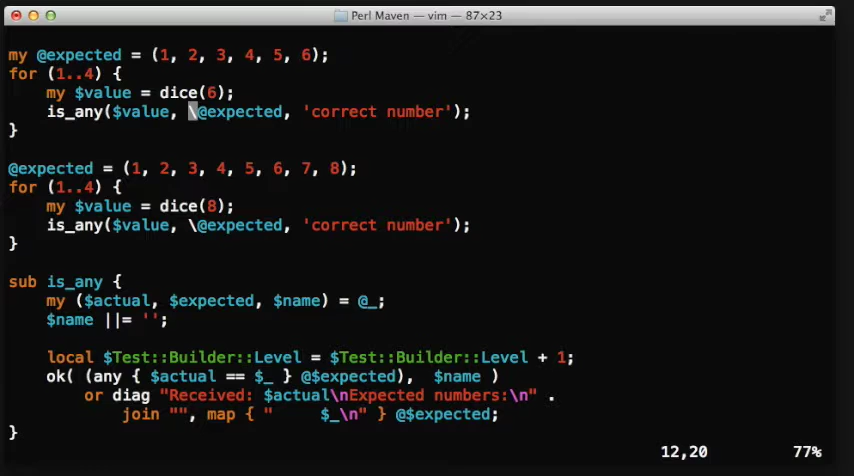 Perl Maven — vim — 87×23
my @expected = (1, 2, 3, 4, 5, 6);
for (1..4) {
    my $value = dice(6);
    is_any($value, \@expected, 'correct number');
}
@expected = (1, 2, 3, 4, 5, 6, 7, 8);
for (1..4) {
    my $value = dice(8);
    is_any($value, \@expected, 'correct number');
}
sub is_any {
    my ($actual, $expected, $name) = @_;
    $name ||= '';
    local $Test::Builder::Level = $Test::Builder::Level + 1;
    ok( (any { $actual == $_ } @$expected),  $name )
        or diag "Received: $actual\nExpected numbers:\n" .
            join "", map { "     $_\n" } @$expected;
}
12,20 77%